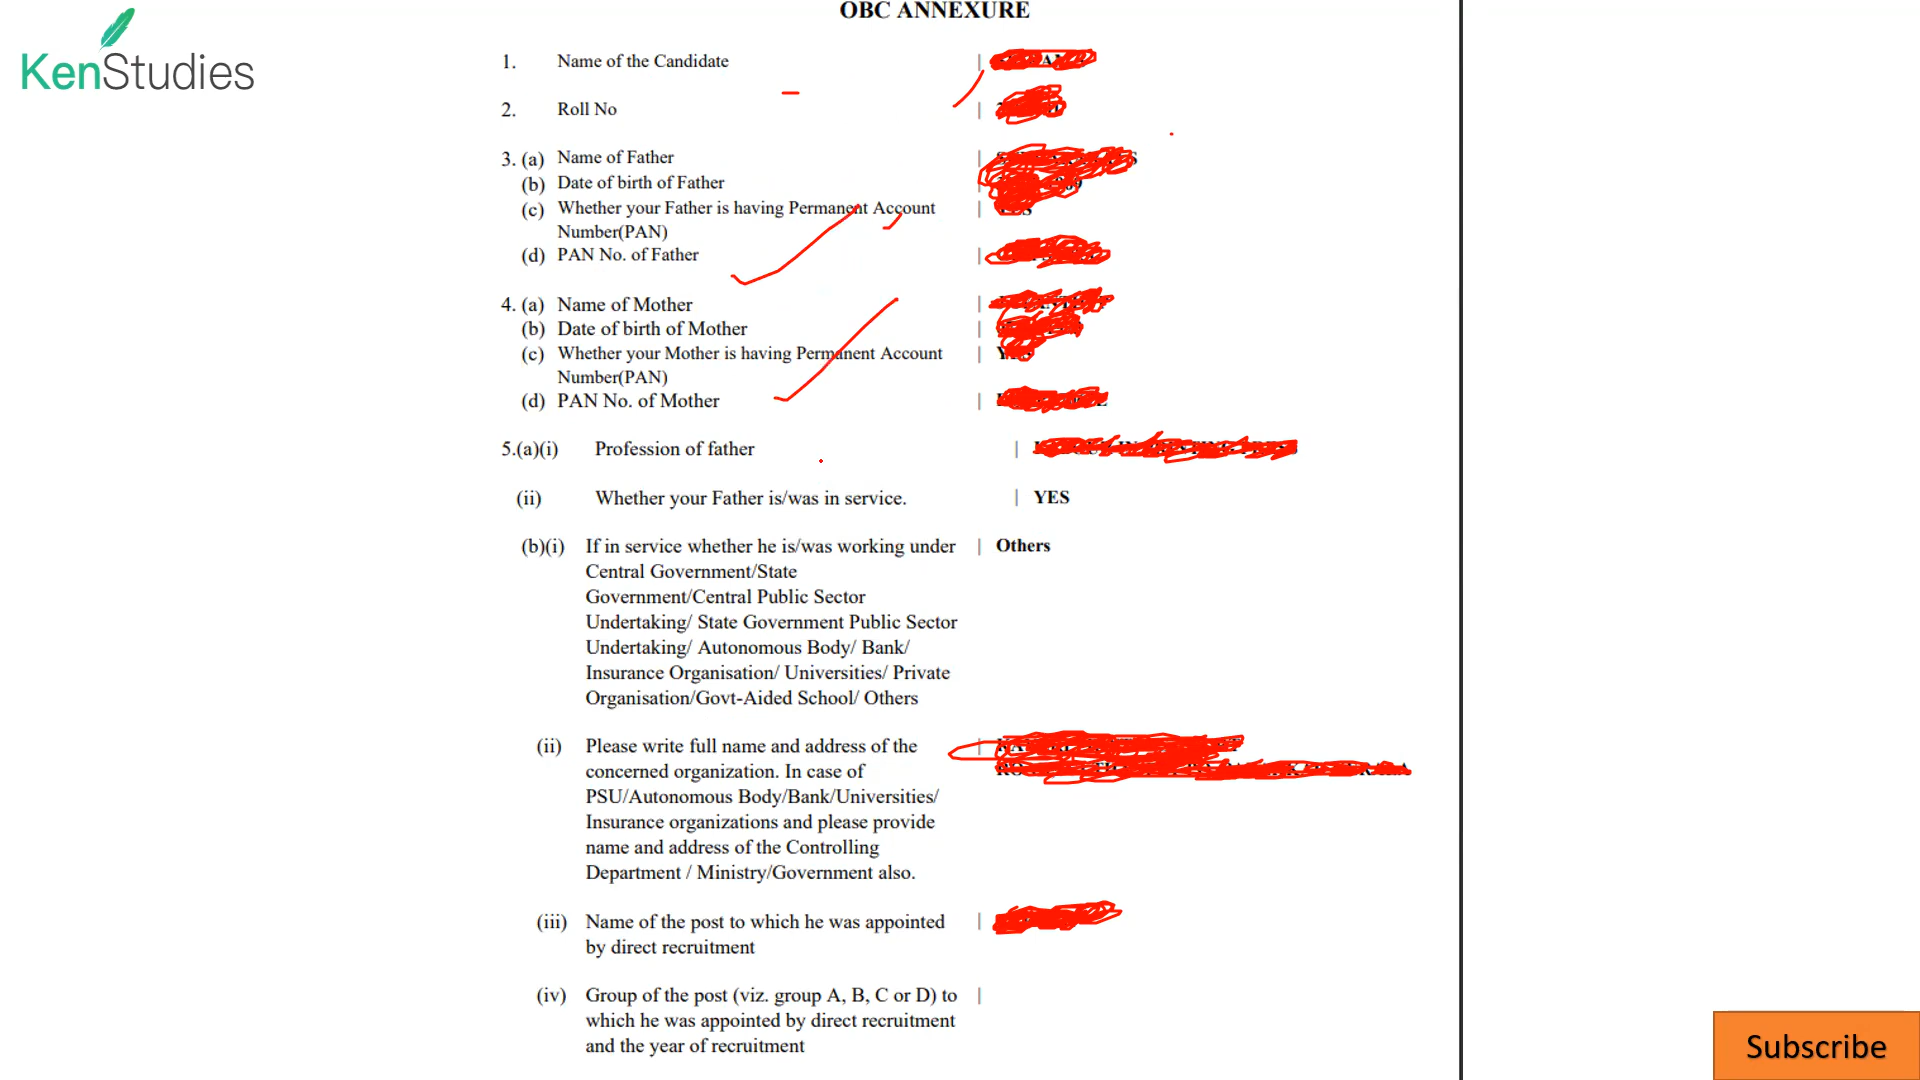 KenStudies
OBC ANNEXURE
1. Name of the Candidate |
2. Roll No |
3. (a) Name of Father |
(b) Date of birth of Father
(c) Whether your Father is having Permanent Account |
Number(PAN)
(d) PAN No. of Father |
4. (a) Name of Mother |
(b) Date of birth of Mother |
(c) Whether your Mother is having Permanent Account |
Number(PAN)
(d) PAN No. of Mother |
5.(a)(i) Profession of father |
(ii) Whether your Father is/was in service. | YES
(b)(i) If in service whether he is/was working under | Others
Central Government/State
Government/Central Public Sector
Undertaking/ State Government Public Sector
Undertaking/ Autonomous Body/ Bank/
Insurance Organisation/ Universities/ Private
Organisation/Govt-Aided School/ Others
(ii) Please write full name and address of the |
concerned organization. In case of
PSU/Autonomous Body/Bank/Universities/
Insurance organizations and please provide
name and address of the Controlling
Department / Ministry/Government also.
(iii) Name of the post to which he was appointed |
by direct recruitment
(iv) Group of the post (viz. group A, B, C or D) to |
which he was appointed by direct recruitment
and the year of recruitment
Subscribe